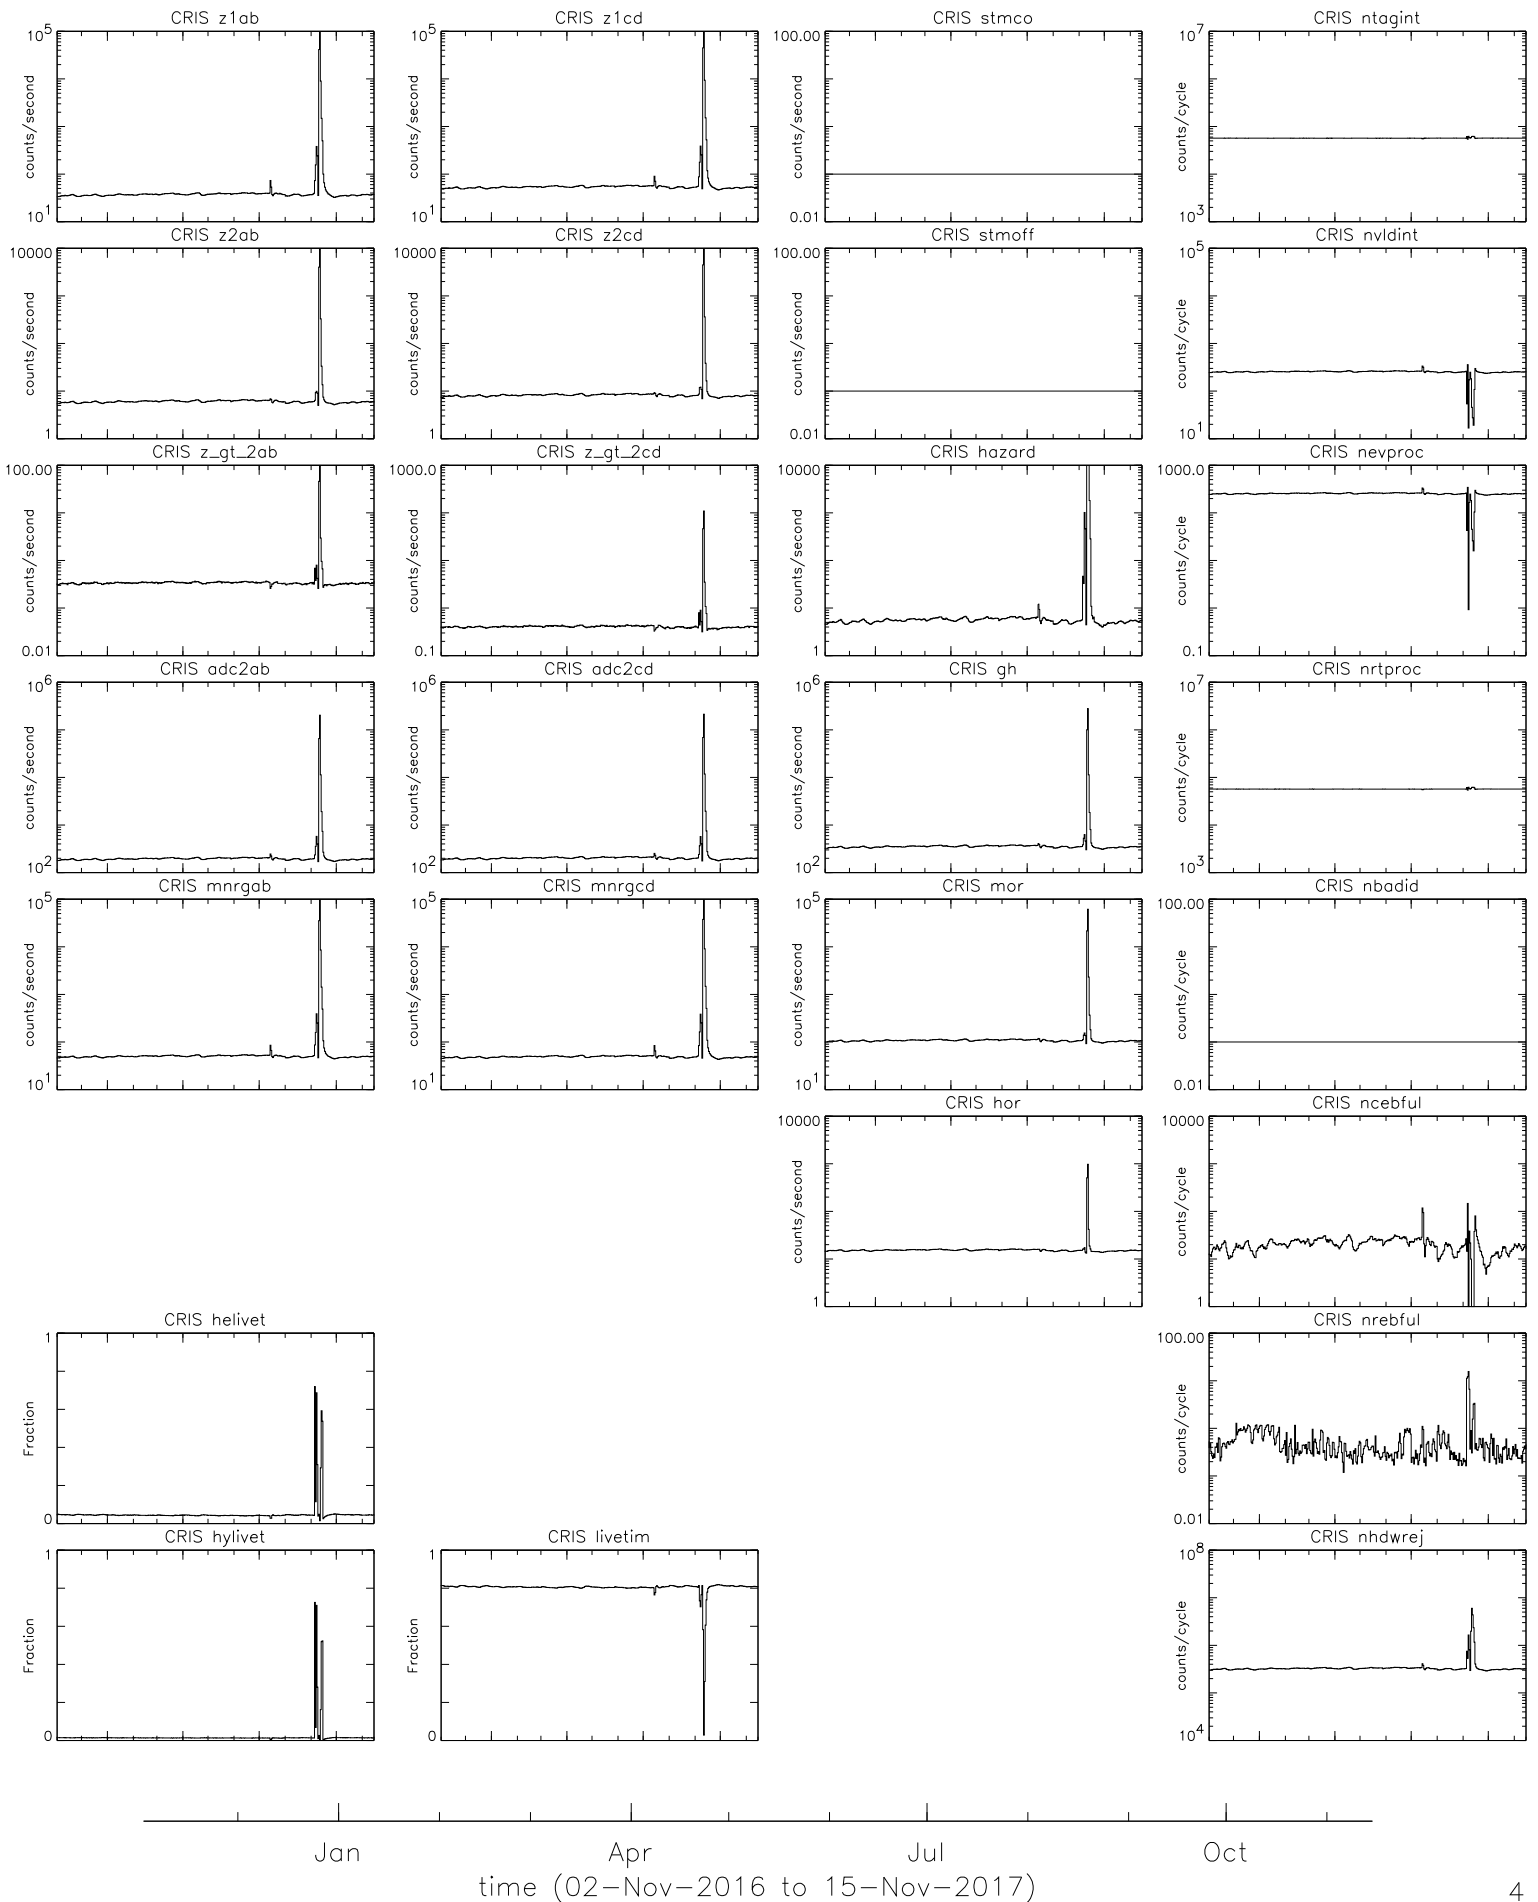 CRIS z1ab
CRIS z1cd
CRIS stmco
CRIS ntagint
10^5
counts/second
10^1
10^5
counts/second
10^1
100.00
counts/second
0.01
10^7
counts/cycle
10^3
CRIS z2ab
CRIS z2cd
CRIS stmoff
CRIS nvldint
10000
counts/second
1
10000
counts/second
1
100.00
counts/second
0.01
10^5
counts/cycle
10^1
CRIS z_gt_2ab
CRIS z_gt_2cd
CRIS hazard
CRIS nevproc
100.00
counts/second
0.01
1000.0
counts/second
0.1
10000
counts/second
1
1000.0
counts/cycle
0.1
CRIS adc2ab
CRIS adc2cd
CRIS gh
CRIS nrtproc
10^6
counts/second
10^2
10^6
counts/second
10^2
10^6
counts/second
10^2
10^7
counts/cycle
10^3
CRIS mnrgab
CRIS mnrgcd
CRIS mor
CRIS nbadid
10^5
counts/second
10^1
10^5
counts/second
10^1
10^5
counts/second
10^1
100.00
counts/cycle
0.01
CRIS hor
CRIS ncebful
10000
counts/second
1
10000
counts/cycle
1
CRIS helivet
CRIS nrebful
1
Fraction
0
100.00
counts/cycle
0.01
CRIS hylivet
CRIS livetim
CRIS nhdwrej
1
Fraction
0
1
Fraction
0
10^8
counts/cycle
10^4
Jan
Apr
Jul
Oct
time (02-Nov-2016 to 15-Nov-2017)
4